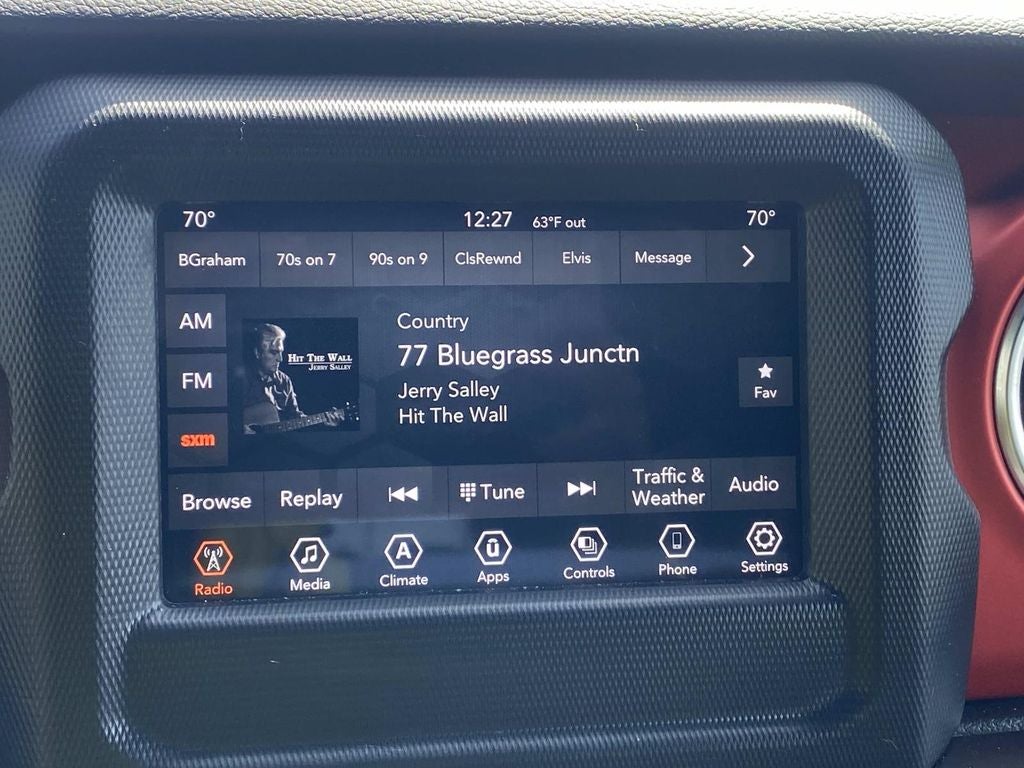 70° 12:27 63°F out 70°
BGraham 70s on 7 90s on 9 ClsRewnd Elvis Message
AM
Country
77 Bluegrass Junctn
HIT THE WALL
JERRY SALLEY
FM
Jerry Salley
Fav
Hit The Wall
sxm
Browse Replay Tune Traffic & Weather Audio
A ū
Radio Media Climate Apps Controls Phone Settings